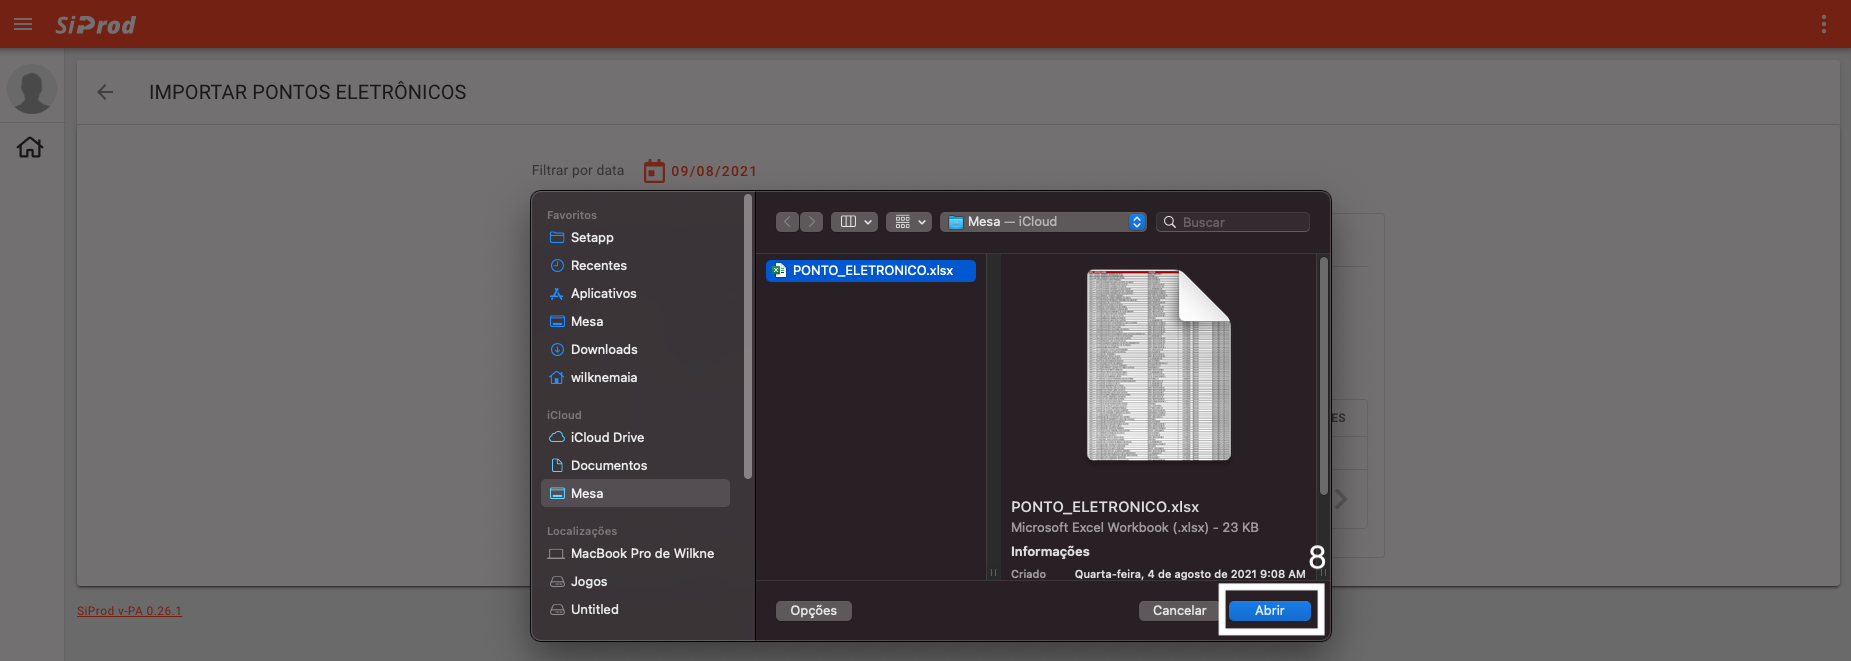 SiProd
IMPORTAR PONTOS ELETRÔNICOS
Filtrar por data 09/08/2021
Favoritos
Setapp
Recentes
Aplicativos
Mesa
Downloads
wilknemaia
iCloud
iCloud Drive
Documentos
Mesa
Localizações
MacBook Pro de Wilkne
Jogos
Untitled
Mesa — iCloud
Buscar
PONTO_ELETRONICO.xlsx
PONTO_ELETRONICO.xlsx
Microsoft Excel Workbook (.xlsx) - 23 KB
Informações
Criado Quarta-feira, 4 de agosto de 2021 9:08 AM
8
Opções
Cancelar
Abrir
ES
SiProd v-PA 0.26.1